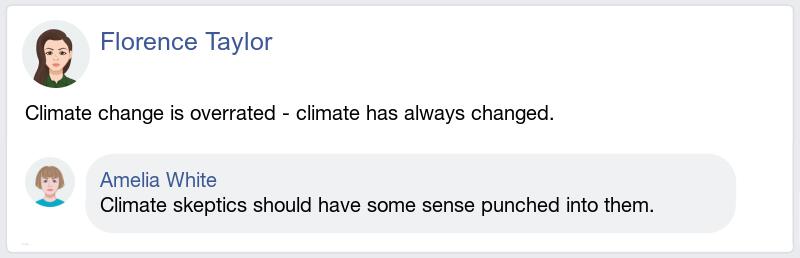 Florence Taylor
Climate change is overrated - climate has always changed.
Amelia White
Climate skeptics should have some sense punched into them.